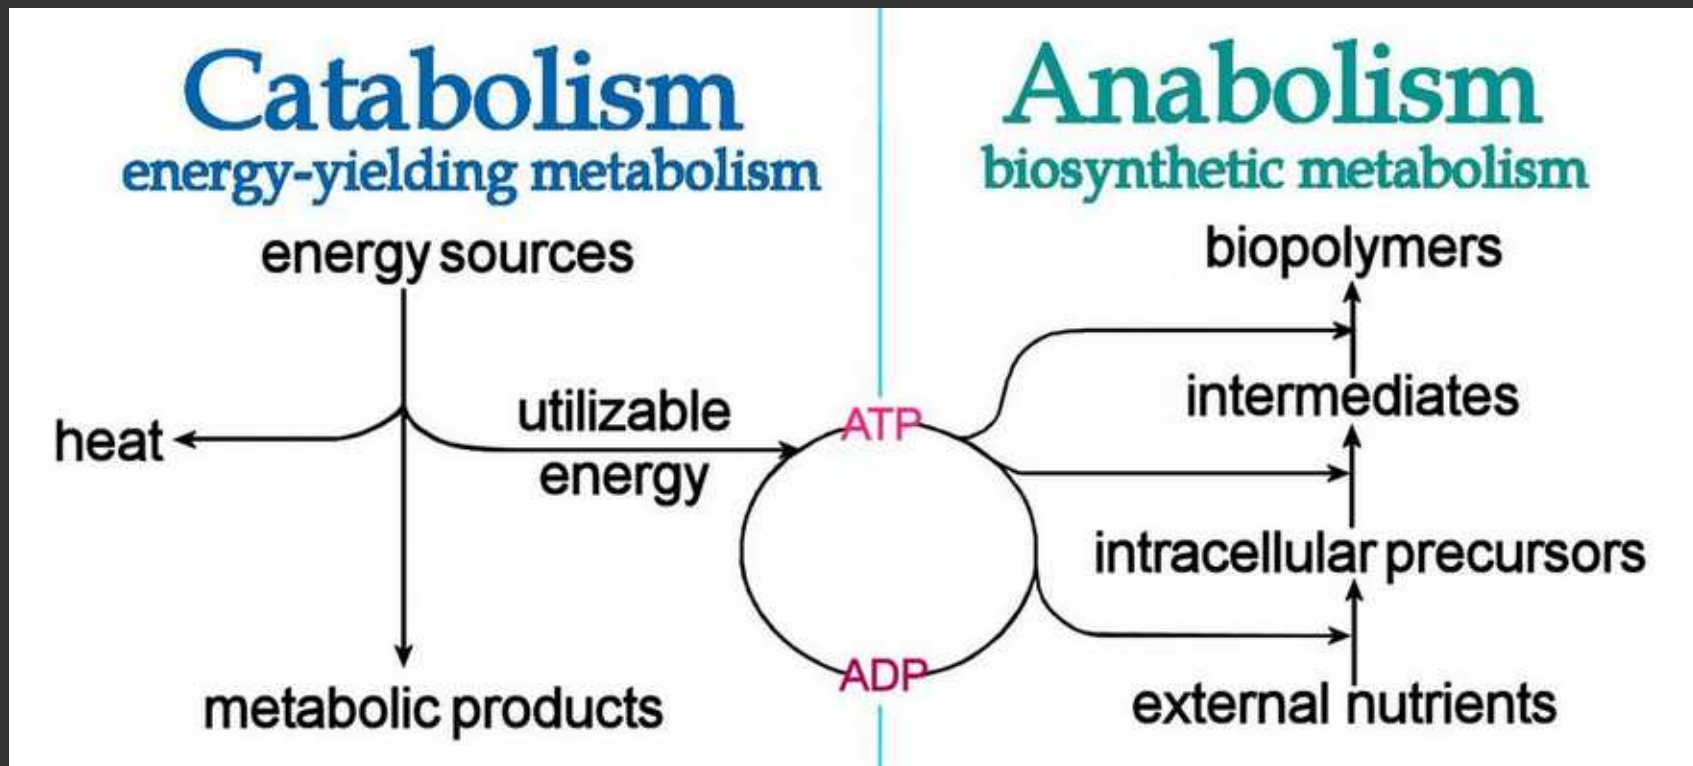 Catabolism
energy-yielding metabolism
energy sources
heat
utilizable
energy
metabolic products
ATP
ADP
Anabolism
biosynthetic metabolism
biopolymers
intermediates
intracellular precursors
external nutrients